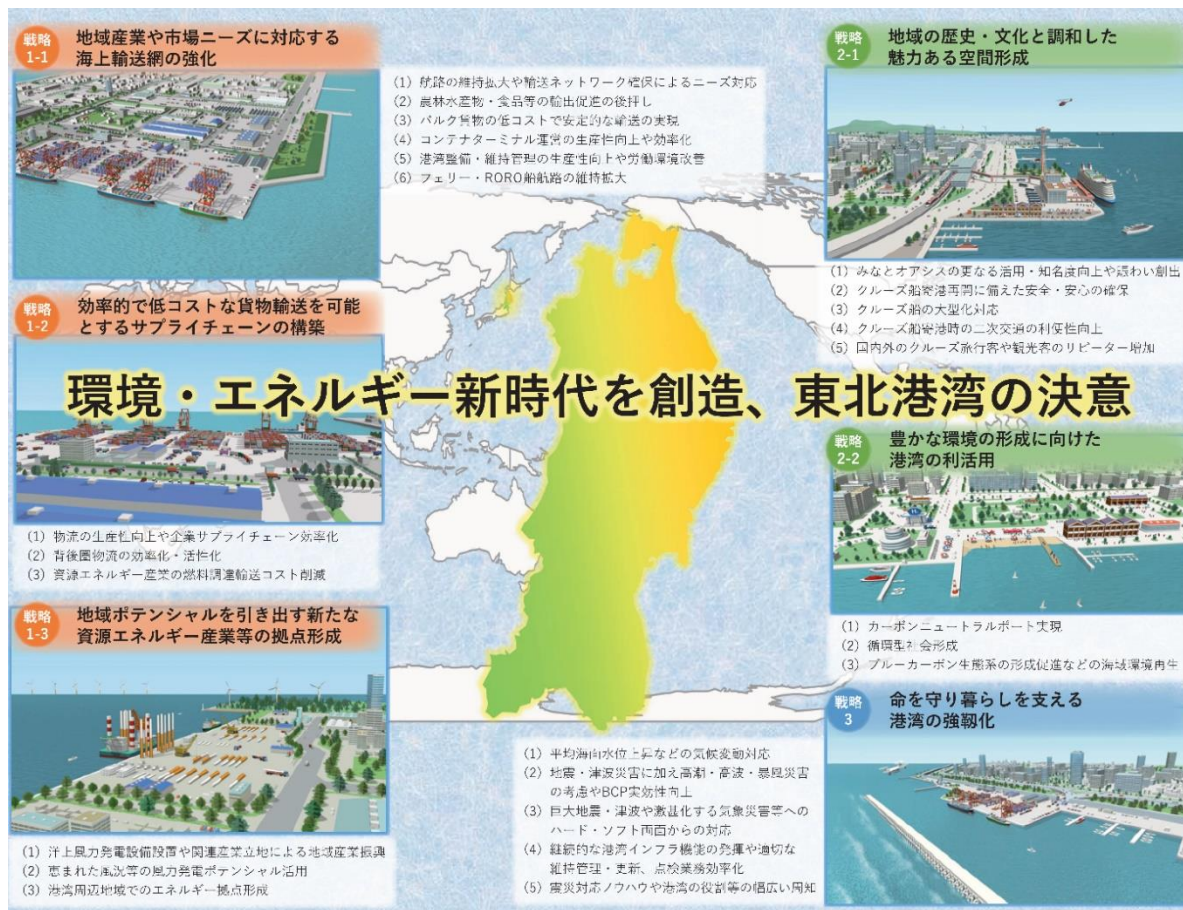 戦略
1-1
地域産業や市場ニーズに対応する
海上輸送網の強化
(1) 航路の維持拡大や輸送ネットワーク確保によるニーズ対応
(2) 農林水産物・食品等の輸出促進の後押し
(3) バルク貨物の低コストで安定的な輸送の実現
(4) コンテナターミナル運営の生産性向上や効率化
(5) 港湾整備・維持管理の生産性向上や労働環境改善
(6) フェリー・RORO船航路の維持拡大
戦略
2-1
地域の歴史・文化と調和した
魅力ある空間形成
(1) みなとオアシスの更なる活用・知名度向上や賑わい創出
(2) クルーズ船寄港再開に備えた安全・安心の確保
(3) クルーズ船の大型化対応
(4) クルーズ船寄港時の二次交通の利便性向上
(5) 国内外のクルーズ旅行客や観光客のリピーター増加
戦略
1-2
効率的で低コストな貨物輸送を可能
とするサプライチェーンの構築
環境・エネルギー新時代を創造、東北港湾の決意
(1) 物流の生産性向上や企業サプライチェーン効率化
(2) 背後圏物流の効率化・活性化
(3) 資源エネルギー産業の燃料調達輸送コスト削減
戦略
2-2
豊かな環境の形成に向けた
港湾の利活用
(1) カーボンニュートラルポート実現
(2) 循環型社会形成
(3) ブルーカーボン生態系の形成促進などの海域環境再生
戦略
1-3
地域ポテンシャルを引き出す新たな
資源エネルギー産業等の拠点形成
(1) 洋上風力発電設備設置や関連産業立地による地域産業振興
(2) 恵まれた風況等の風力発電ポテンシャル活用
(3) 港湾周辺地域でのエネルギー拠点形成
戦略
3
命を守り暮らしを支える
港湾の強靱化
(1) 平均海面水位上昇などの気候変動対応
(2) 地震・津波災害に加え高潮・高波・暴風災害
の考慮やBCP実効性向上
(3) 巨大地震・津波や激甚化する気象災害等への
ハード・ソフト両面からの対応
(4) 継続的な港湾インフラ機能の発揮や適切な
維持管理・更新、点検業務効率化
(5) 震災対応ノウハウや港湾の役割等の幅広い周知